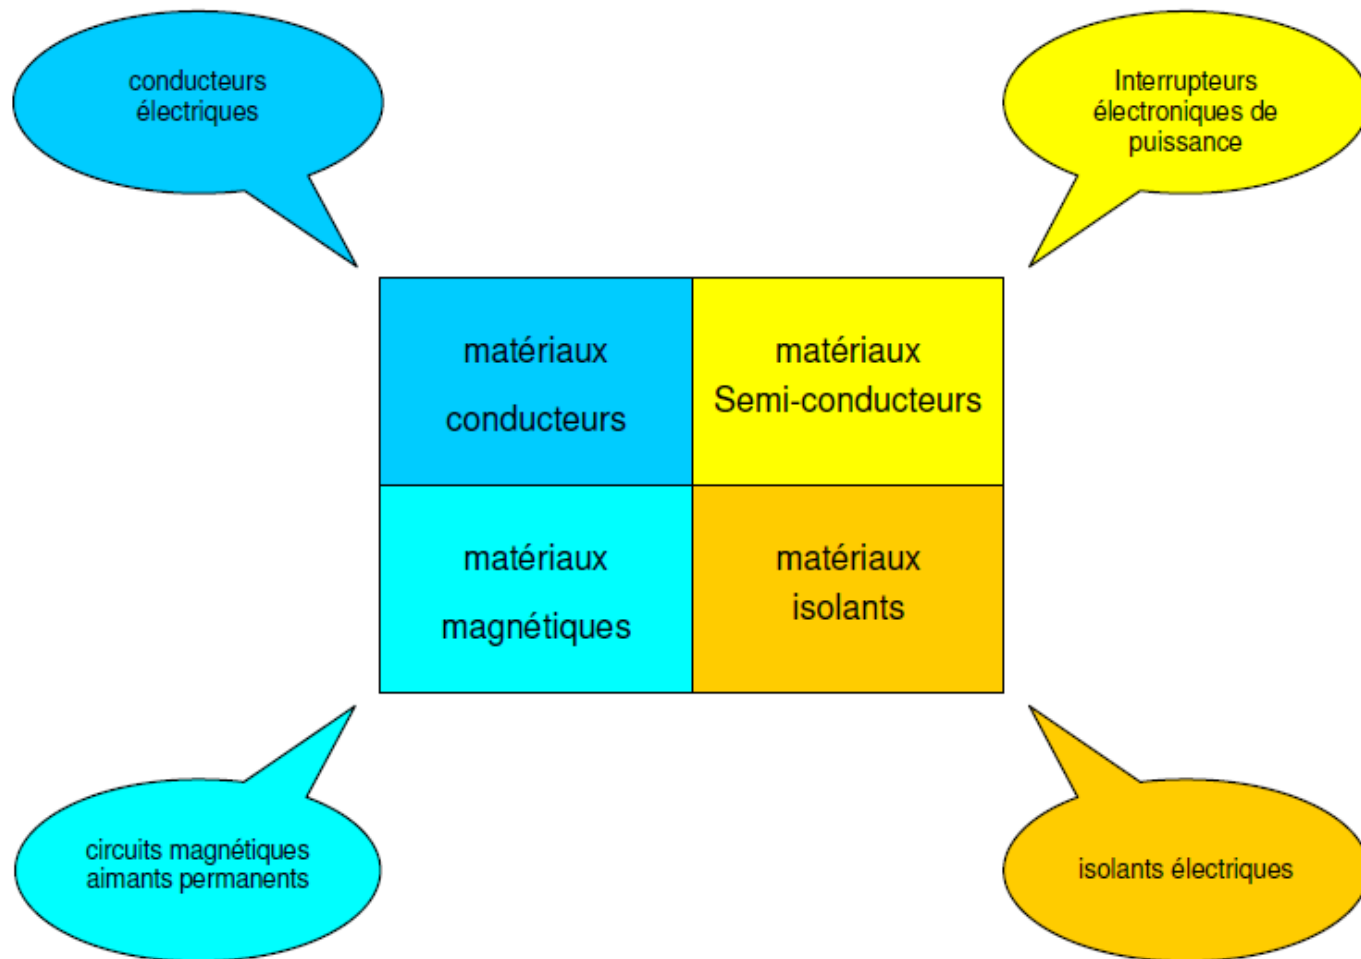 conducteurs
électriques
Interrupteurs
électroniques de
puissance
matériaux
conducteurs
matériaux
Semi-conducteurs
matériaux
magnétiques
matériaux
isolants
circuits magnétiques
aimants permanents
isolants électriques